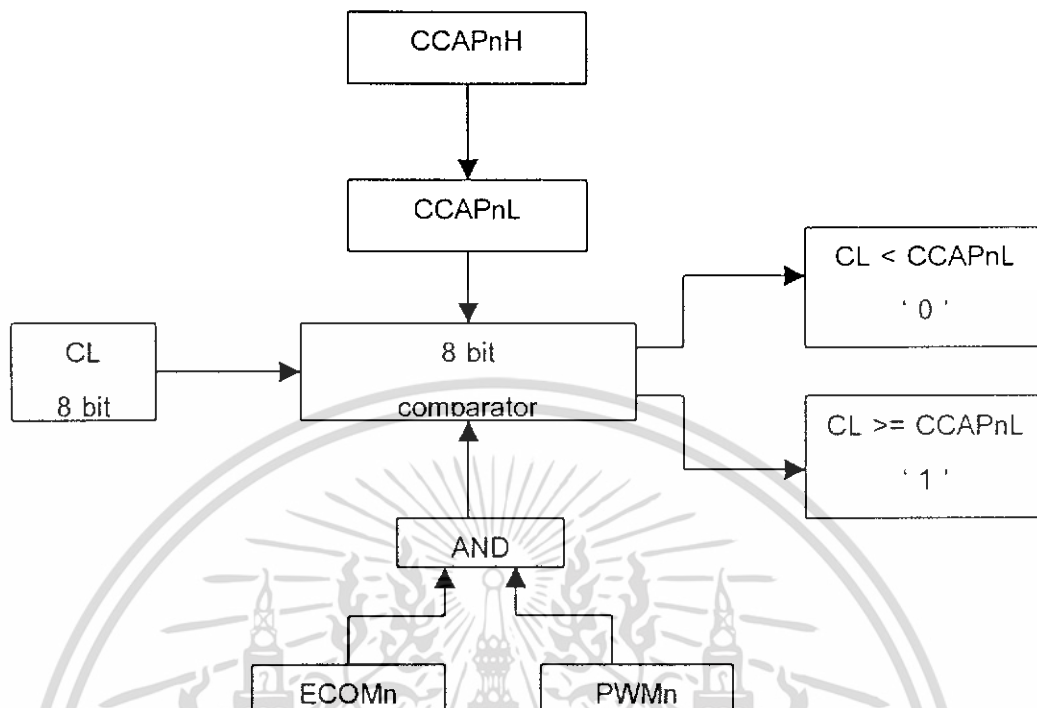 CCAPnH
CCAPnL
CL < CCAPnL
' 0 '
CL
8 bit
8 bit
comparator
CL >= CCAPnL
' 1 '
AND
ECOMn
PWMn